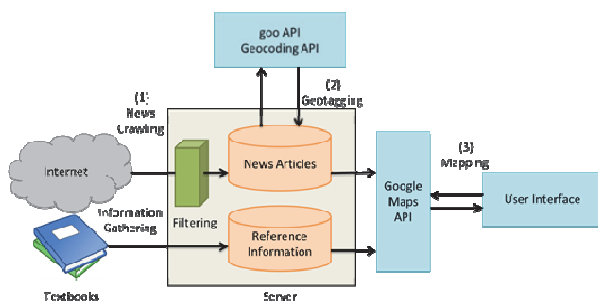 goo API
Geocoding API
(1)
News
Crawling
(2)
Geotagging
Internet
Filtering
News Articles
Google
Maps
API
(3)
Mapping
User Interface
Information
Gathering
Reference
Information
Textbooks
Server